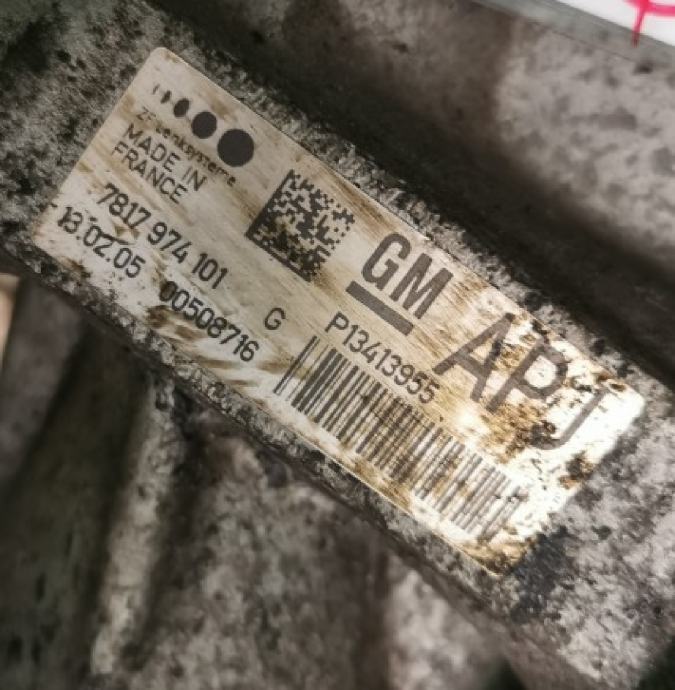 ZF Lenksysteme
MADE IN
FRANCE
7817 974 101
13.02.05 00508716
G
GM
P13413955
APJ